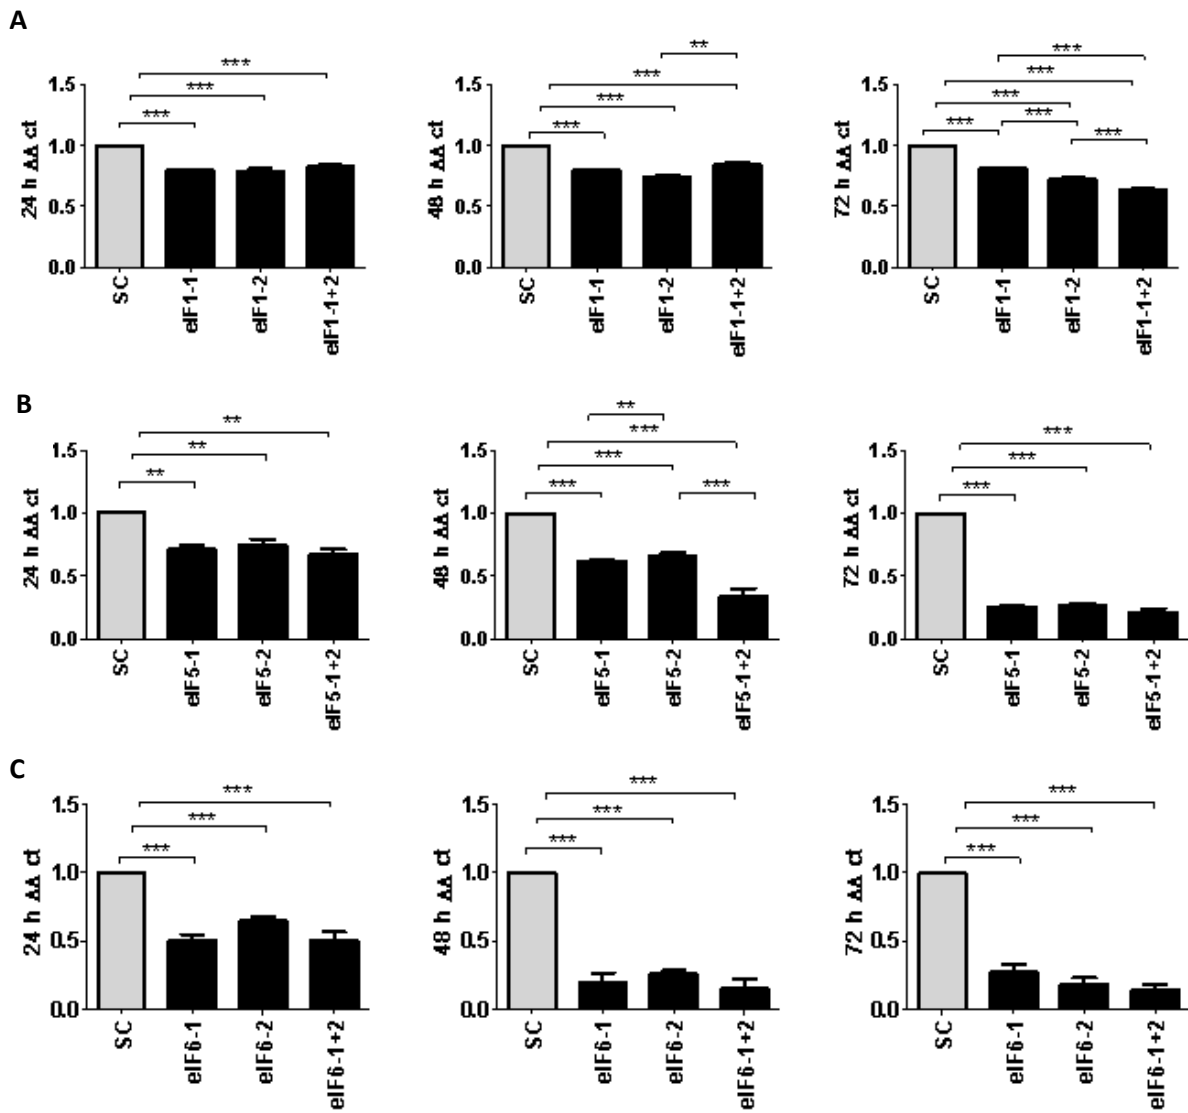 A
***
***
***
24 h ΔΔ ct
1.5
1.0
0.5
0.0
SC
eIF1-1
eIF1-2
eIF1-1+2
**
***
***
***
48 h ΔΔ ct
1.5
1.0
0.5
0.0
SC
eIF1-1
eIF1-2
eIF1-1+2
***
***
***
***
***
***
72 h ΔΔ ct
1.5
1.0
0.5
0.0
SC
eIF1-1
eIF1-2
eIF1-1+2
B
**
**
**
24 h ΔΔ ct
1.5
1.0
0.5
0.0
SC
eIF5-1
eIF5-2
eIF5-1+2
**
***
***
***
***
48 h ΔΔ ct
1.5
1.0
0.5
0.0
SC
eIF5-1
eIF5-2
eIF5-1+2
***
***
***
72 h ΔΔ ct
1.5
1.0
0.5
0.0
SC
eIF5-1
eIF5-2
eIF5-1+2
C
***
***
***
24 h ΔΔ ct
1.5
1.0
0.5
0.0
SC
eIF6-1
eIF6-2
eIF6-1+2
***
***
***
48 h ΔΔ ct
1.5
1.0
0.5
0.0
SC
eIF6-1
eIF6-2
eIF6-1+2
***
***
***
72 h ΔΔ ct
1.5
1.0
0.5
0.0
SC
eIF6-1
eIF6-2
eIF6-1+2